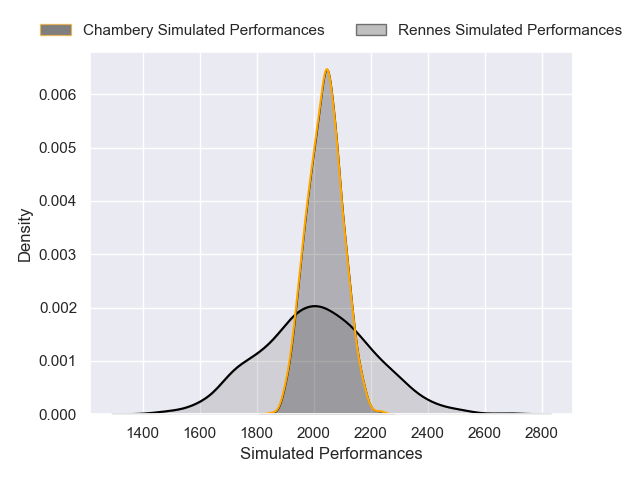 Chambery Simulated Performances Rennes Simulated Performances
0.006
0.005
0.004
0.003
0.002
0.001
0.000
Density
1400 1600 1800 2000 2200 2400 2600 2800
Simulated Performances